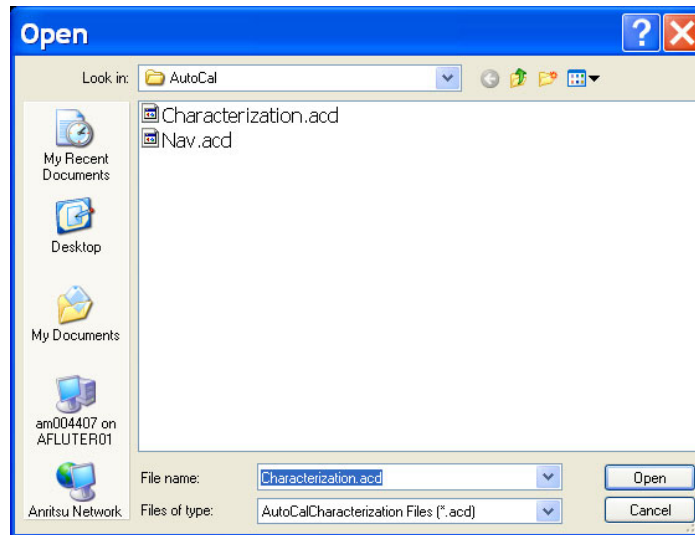 Open
Look in: AutoCal
Characterization.acd
Nav.acd
My Recent
Documents
Desktop
My Documents
am004407 on
AFLUTER01
Anritsu Network
File name: Characterization.acd Open
Files of type: AutoCalCharacterization Files (*.acd) Cancel